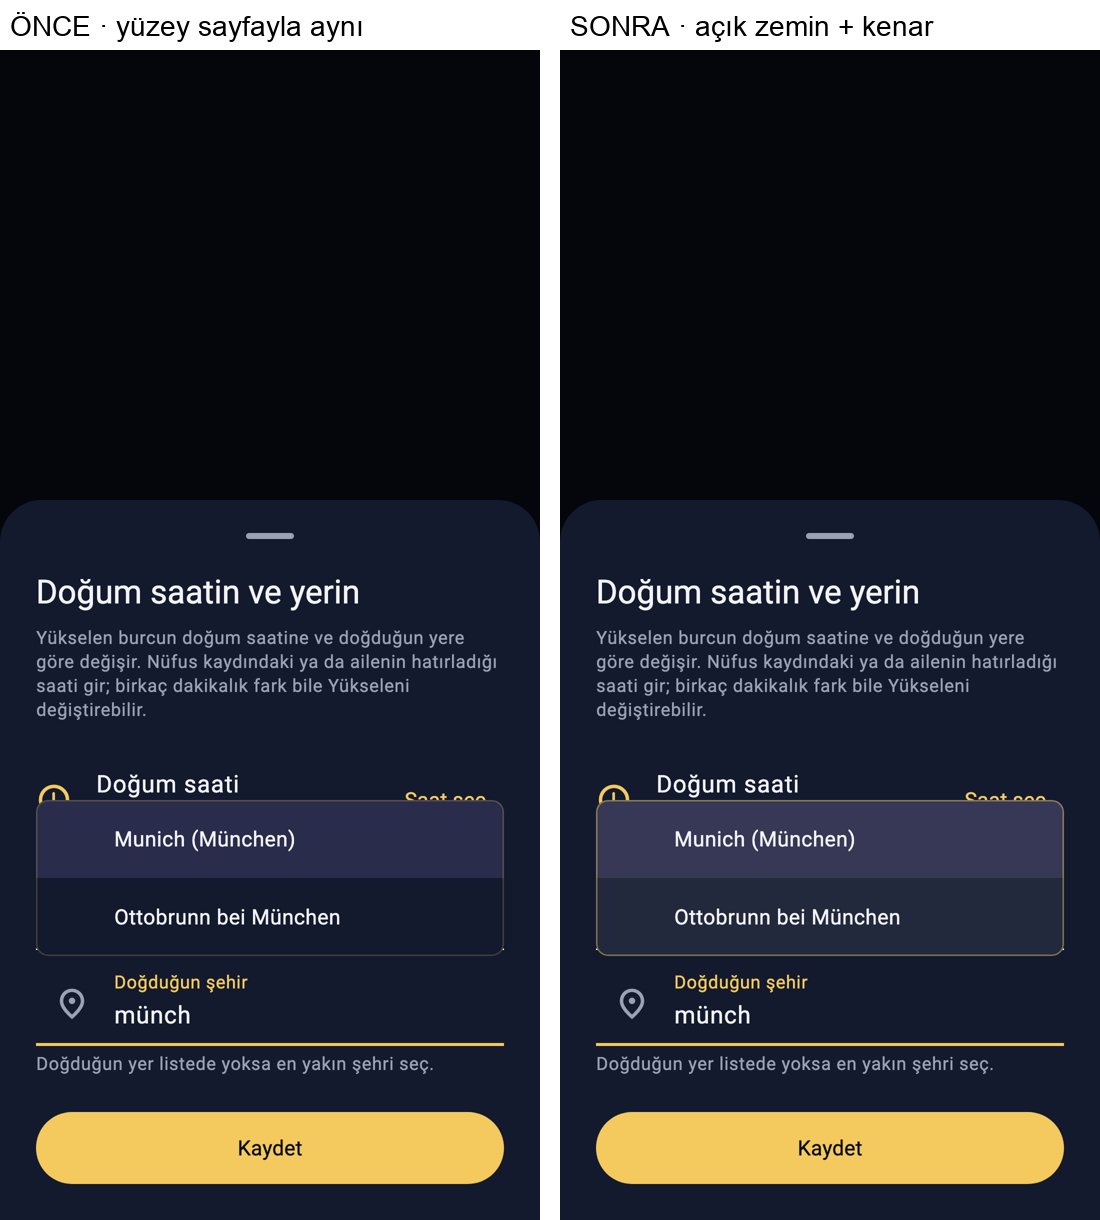 ÖNCE · yüzey sayfayla aynı
Doğum saatin ve yerin
Yükselen burcun doğum saatine ve doğduğun yere
göre değişir. Nüfus kaydındaki ya da ailenin hatırladığı
saati gir; birkaç dakikalık fark bile Yükseleni
değiştirebilir.
Doğum saati
Saat seç
Munich (München)
Ottobrunn bei München
Doğduğun şehir
münch
Doğduğun yer listede yoksa en yakın şehri seç.
Kaydet
SONRA · açık zemin + kenar
Doğum saatin ve yerin
Yükselen burcun doğum saatine ve doğduğun yere
göre değişir. Nüfus kaydındaki ya da ailenin hatırladığı
saati gir; birkaç dakikalık fark bile Yükseleni
değiştirebilir.
Doğum saati
Saat seç
Munich (München)
Ottobrunn bei München
Doğduğun şehir
münch
Doğduğun yer listede yoksa en yakın şehri seç.
Kaydet